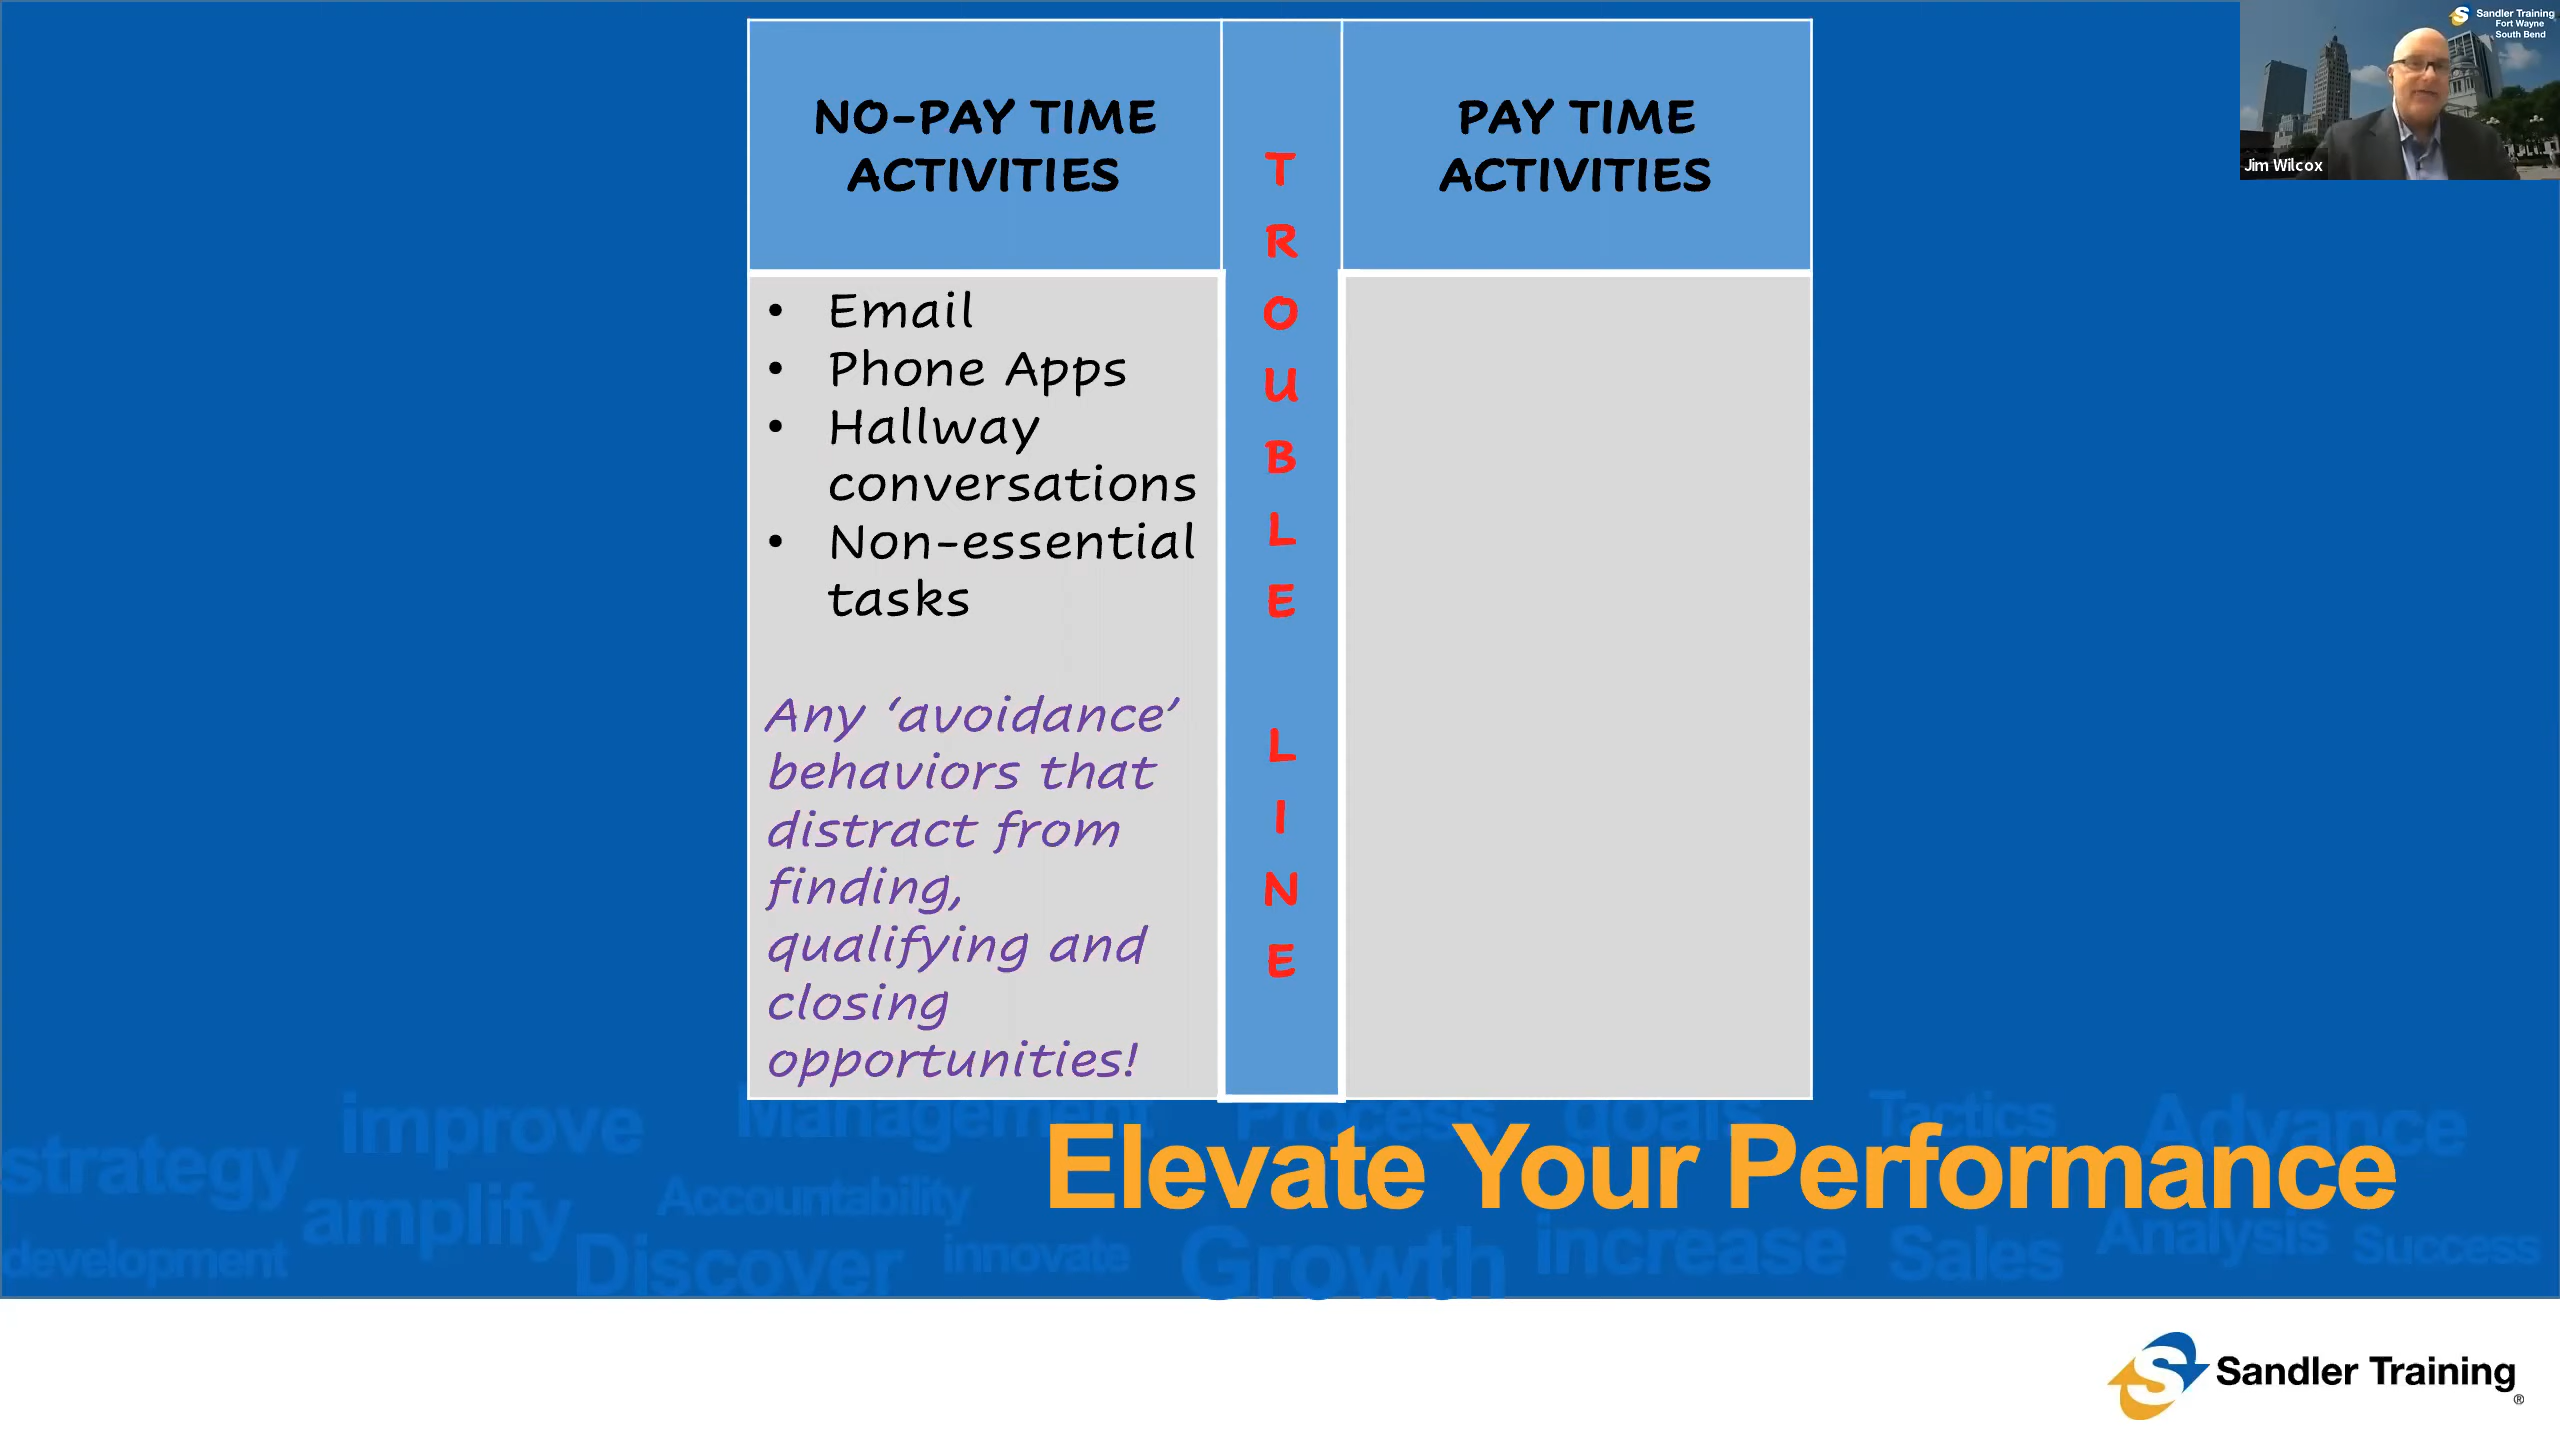 NO-PAY TIME
ACTIVITIES
TROUBLE LINE
PAY TIME
ACTIVITIES
• Email
• Phone Apps
• Hallway
conversations
• Non-essential
tasks
Any ‘avoidance’
behaviors that
distract from
finding,
qualifying and
closing
opportunities!
Sandler Training
Fort Wayne
South Bend
Jim Wilcox
improve
Management
Process
goals
Tactics
Advance
strategy
Elevate Your Performance
amplify
Accountability
development
Discover
innovate
Growth
increase
Sales
Analysis
Success
Sandler Training®